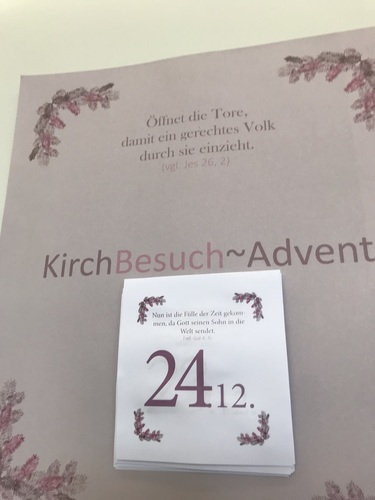 Öffnet die Tore,
damit ein gerechtes Volk
durch sie einzieht.
(vgl. Jes 26, 2)
KirchBesuch~Advent
Nun ist die Fülle der Zeit gekom-
men, da Gott seinen Sohn in die
Welt sendet.
24.12.